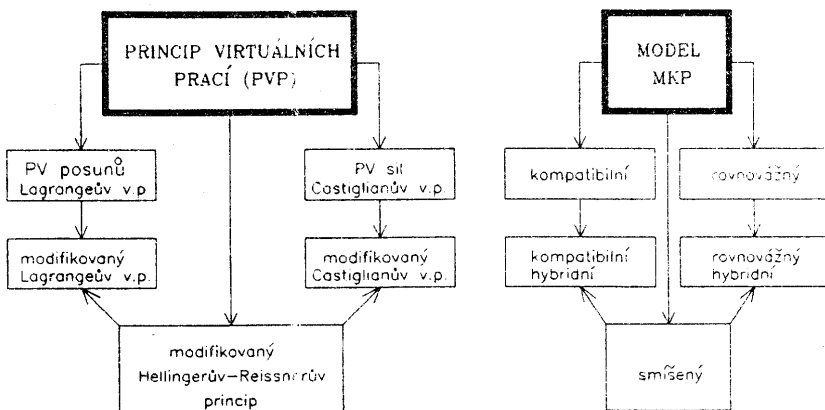 PRINCIP VIRTUÁLNÍCH
PRACÍ (PVP)
PV posunů
Lagrangeův v.p.
PV sil
Castiglianův v.p.
modifikovaný
Lagrangeův v.p.
modifikovaný
Castiglianův v.p.
modifikovaný
Hellingerův-Reissnerův
princip
MODEL
MKP
kompatibilní
rovnovážný
kompatibilní
hybridní
rovnovážný
hybridní
smíšený